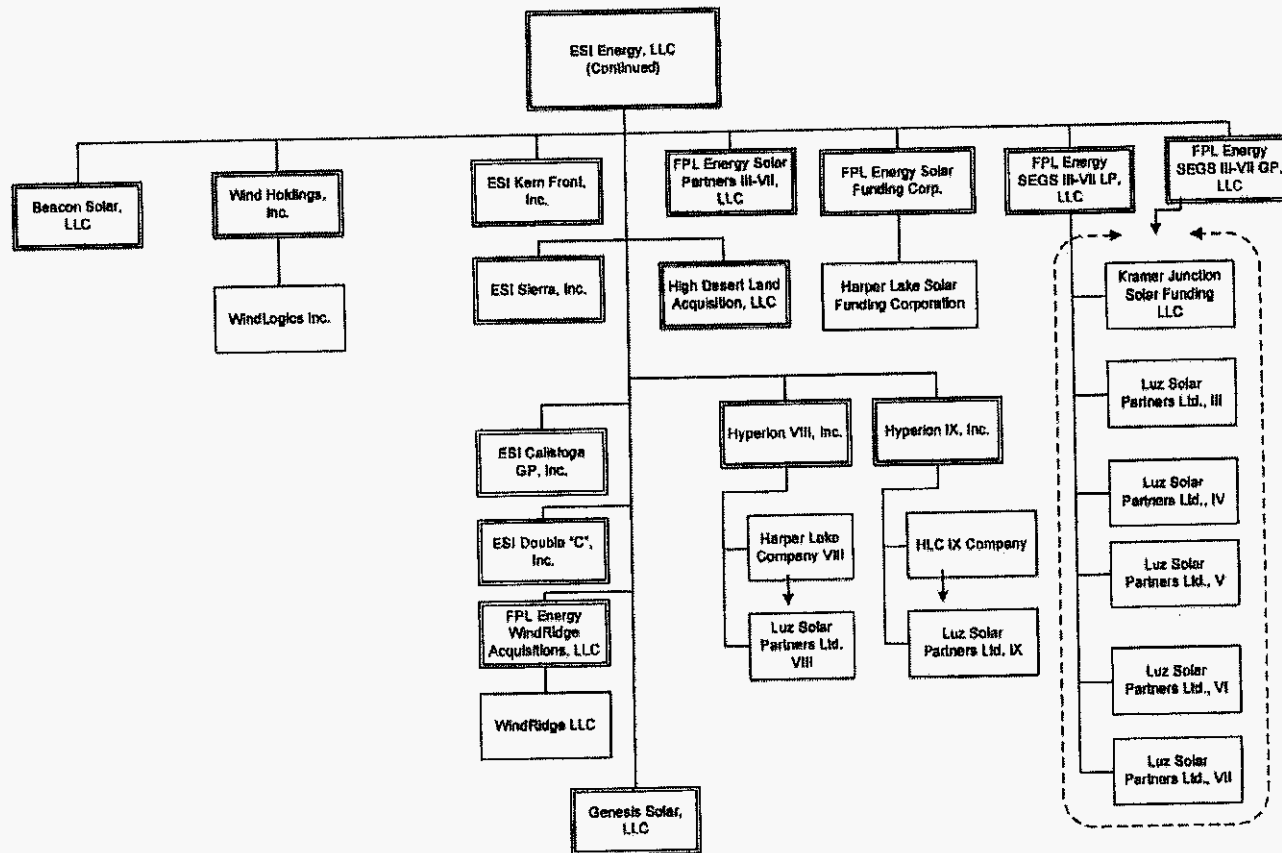 ESI Energy, LLC
(Continued)
Beacon Solar,
LLC
Wind Holdings,
Inc.
ESI Kern Front,
Inc.
FPL Energy Solar
Partners III-VII,
LLC
FPL Energy Solar
Funding Corp.
FPL Energy
SEGS III-VII LP,
LLC
FPL Energy
SEGS III-VII GP,
LLC
WindLogics Inc.
ESI Sierra, Inc.
High Desert Land
Acquisition, LLC
Harper Lake Solar
Funding Corporation
Kramer Junction
Solar Funding
LLC
Luz Solar
Partners Ltd., III
ESI Calistoga
GP, Inc.
Hyperion VIII, Inc.
Hyperion IX, Inc.
Luz Solar
Partners Ltd., IV
ESI Double "C",
Inc.
Harper Lake
Company VIII
HLC IX Company
Luz Solar
Partners Ltd., V
FPL Energy
WindRidge
Acquisitions, LLC
Luz Solar
Partners Ltd.
VIII
Luz Solar
Partners Ltd, IX
Luz Solar
Partners Ltd., VI
WindRidge LLC
Luz Solar
Partners Ltd., VII
Genesis Solar,
LLC